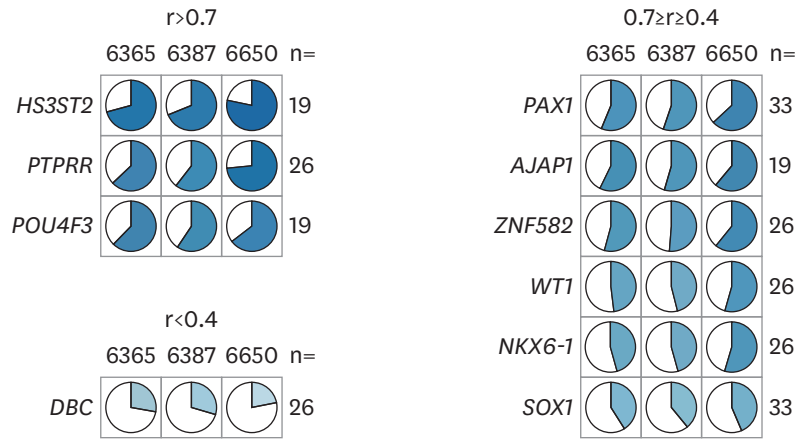 r>0.7
6365 6387 6650 n=
HS3ST2 19
PTPRR 26
POU4F3 19
r<0.4
6365 6387 6650 n=
DBC 26
0.7≥r≥0.4
6365 6387 6650 n=
PAX1 33
AJAP1 19
ZNF582 26
WT1 26
NKX6-1 26
SOX1 33